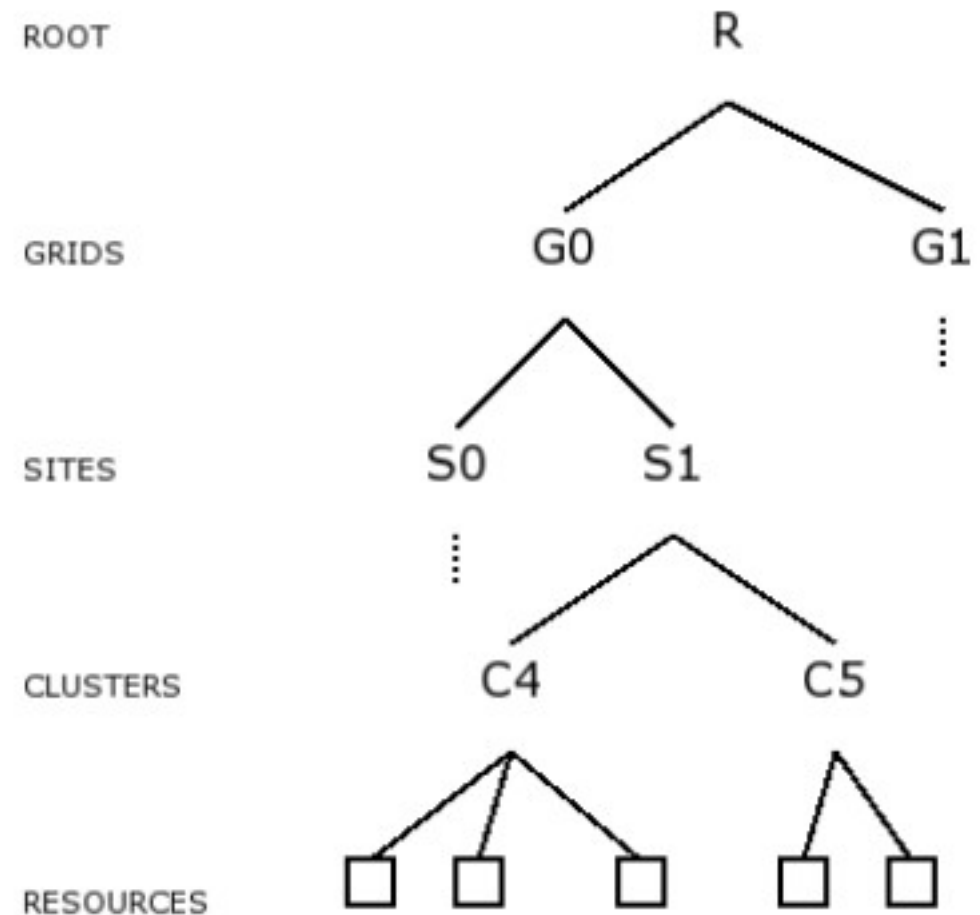 ROOT R
GRIDS G0 G1
SITES S0 S1
CLUSTERS C4 C5
RESOURCES